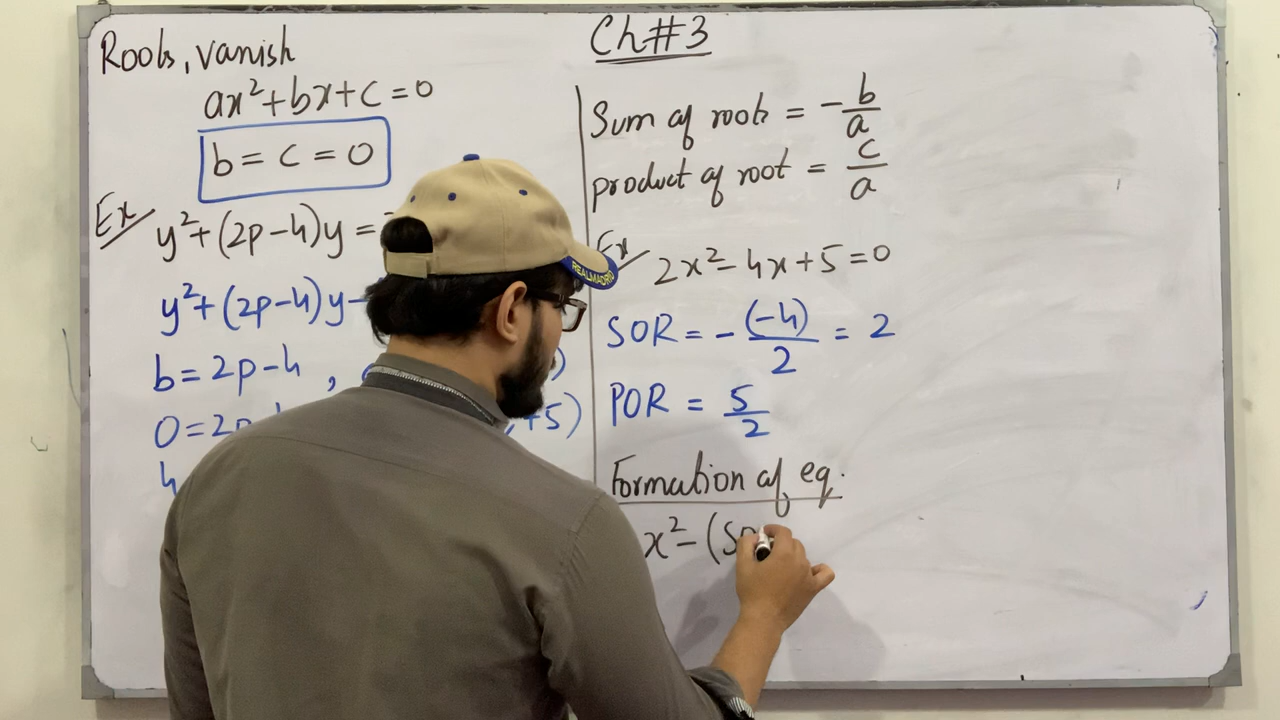 Roots, vanish
ax²+bx+c=0
b = c = 0
Ex
y²+(2p-4)y =
y²+(2p-4)y-
b=2p-4 ,
0=2p
4
+5)
Ch#3
Sum of roots = -b/a
product of root = c/a
Ex
2x²-4x+5=0
SOR = -(-4)/2 = 2
POR = 5/2
Formation of eq.
x²-(SO
REALMADRID